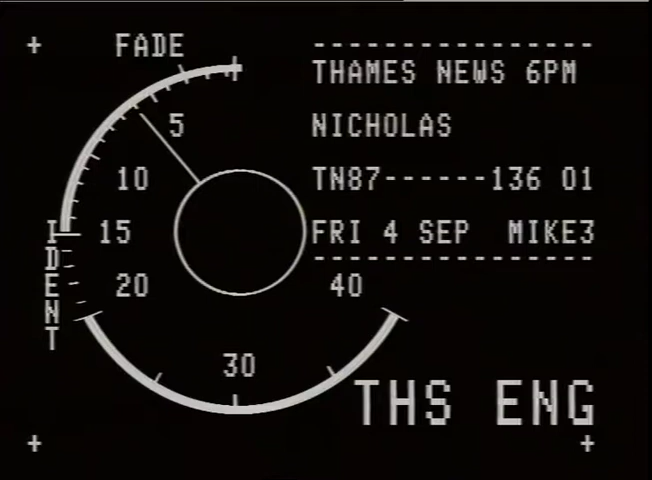 FADE
THAMES NEWS 6PM
5
NICHOLAS
10
TN87------136 01
IDENT
15
FRI 4 SEP MIKE3
20
40
30
THS ENG